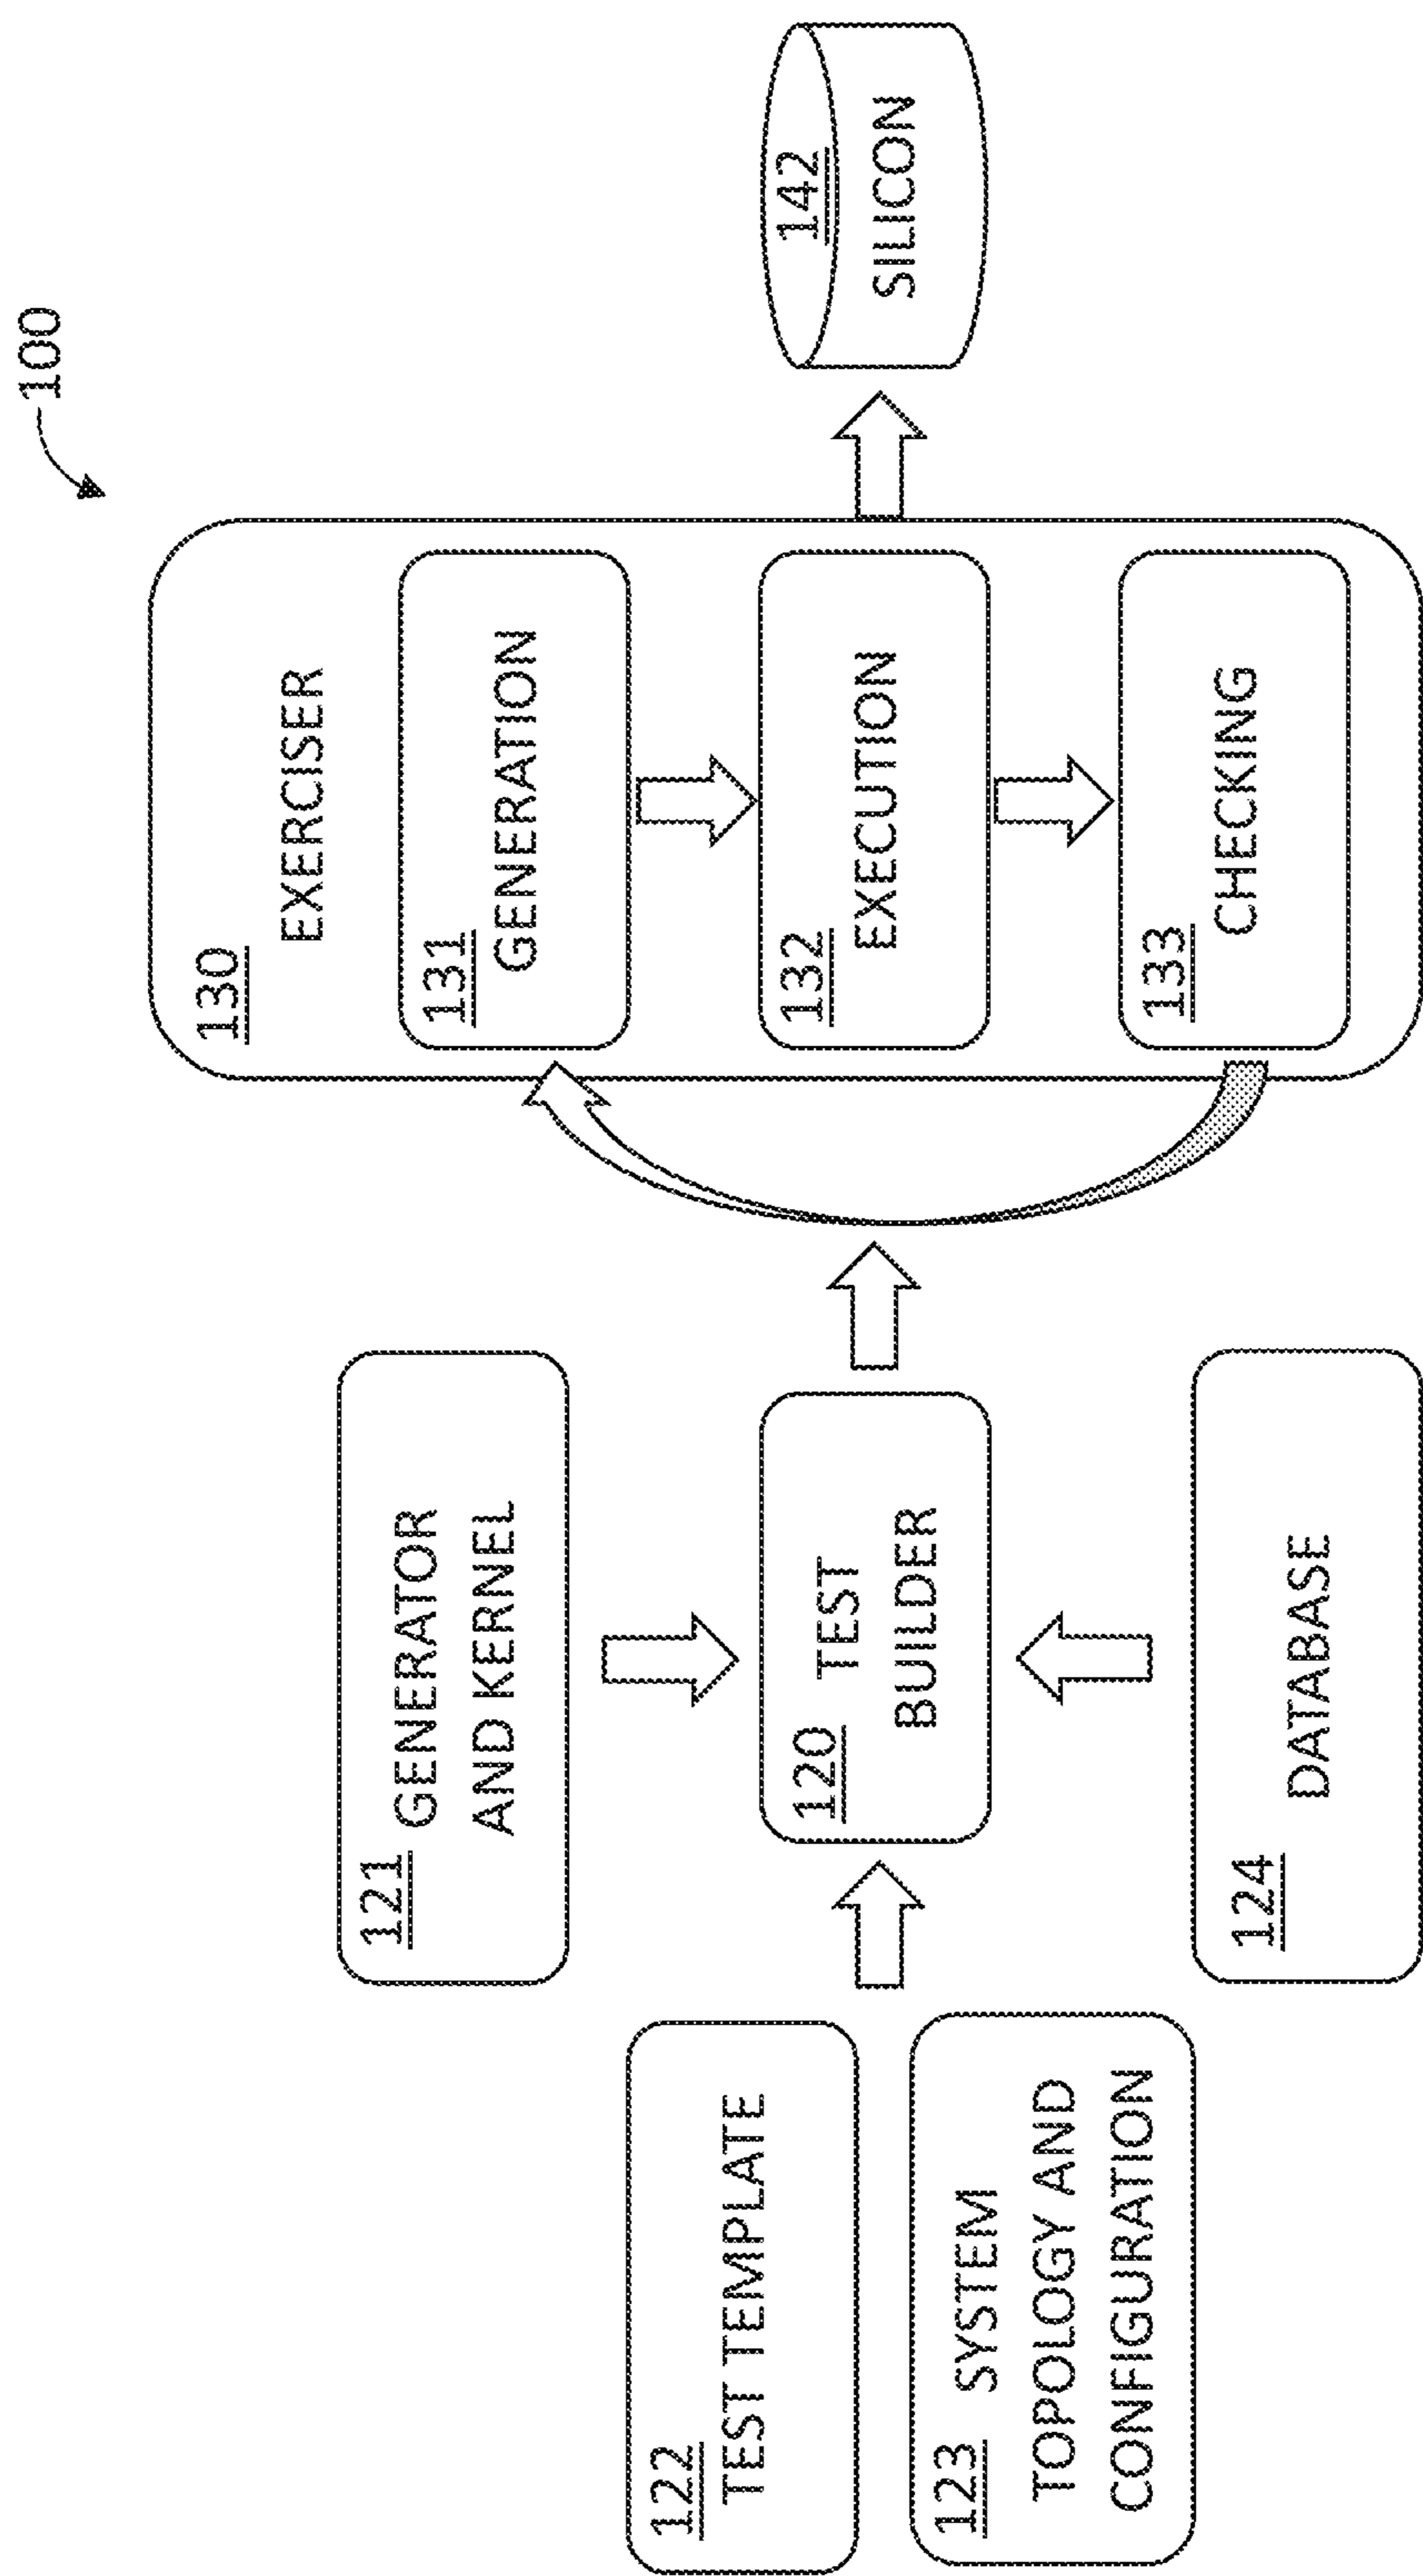 100
122
TEST TEMPLATE
123 SYSTEM
TOPOLOGY AND
CONFIGURATION
121
GENERATOR
AND KERNEL
120 TEST
BUILDER
124
DATABASE
130
EXERCISER
131
GENERATION
132
EXECUTION
133
CHECKING
142
SILICON